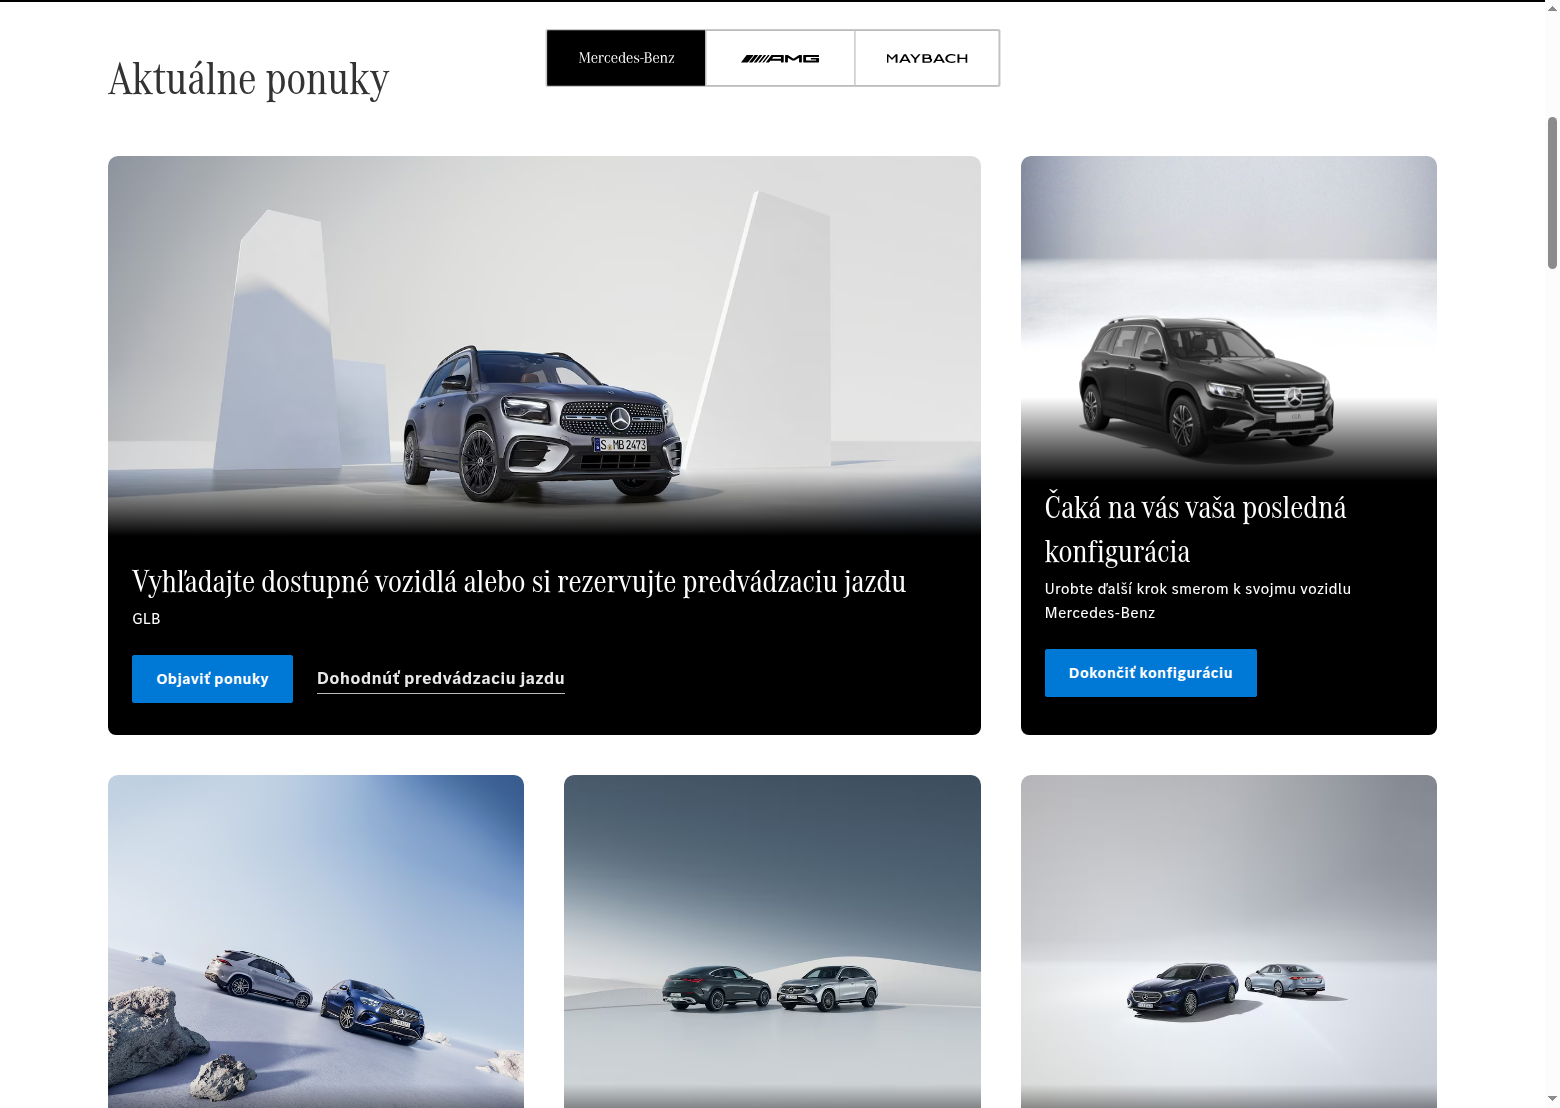 Aktuálne ponuky
Mercedes-Benz
AMG
MAYBACH
S MB 2473
Vyhľadajte dostupné vozidlá alebo si rezervujte predvádzaciu jazdu
GLB
Objaviť ponuky
Dohodnúť predvádzaciu jazdu
GLB
Čaká na vás vaša posledná
konfigurácia
Urobte ďalší krok smerom k svojmu vozidlu
Mercedes-Benz
Dokončiť konfiguráciu